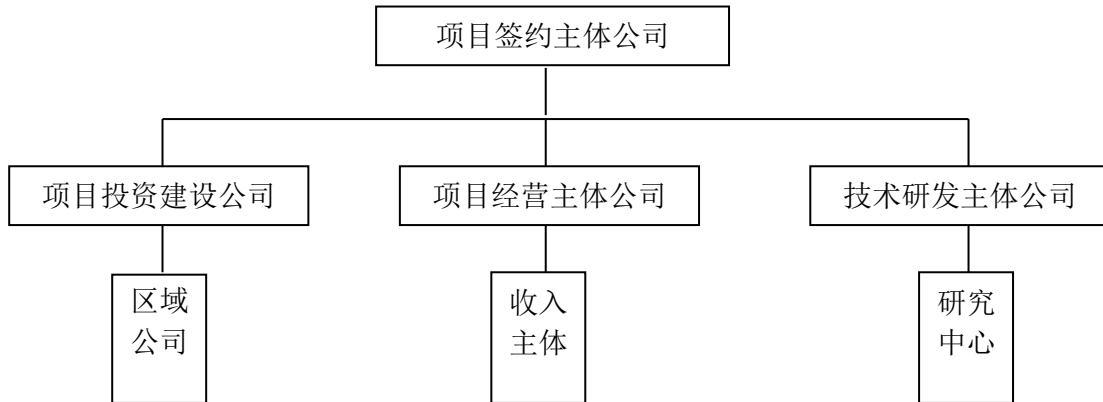 项目签约主体公司
项目投资建设公司
项目经营主体公司
技术研发主体公司
区域
公司
收入
主体
研究
中心